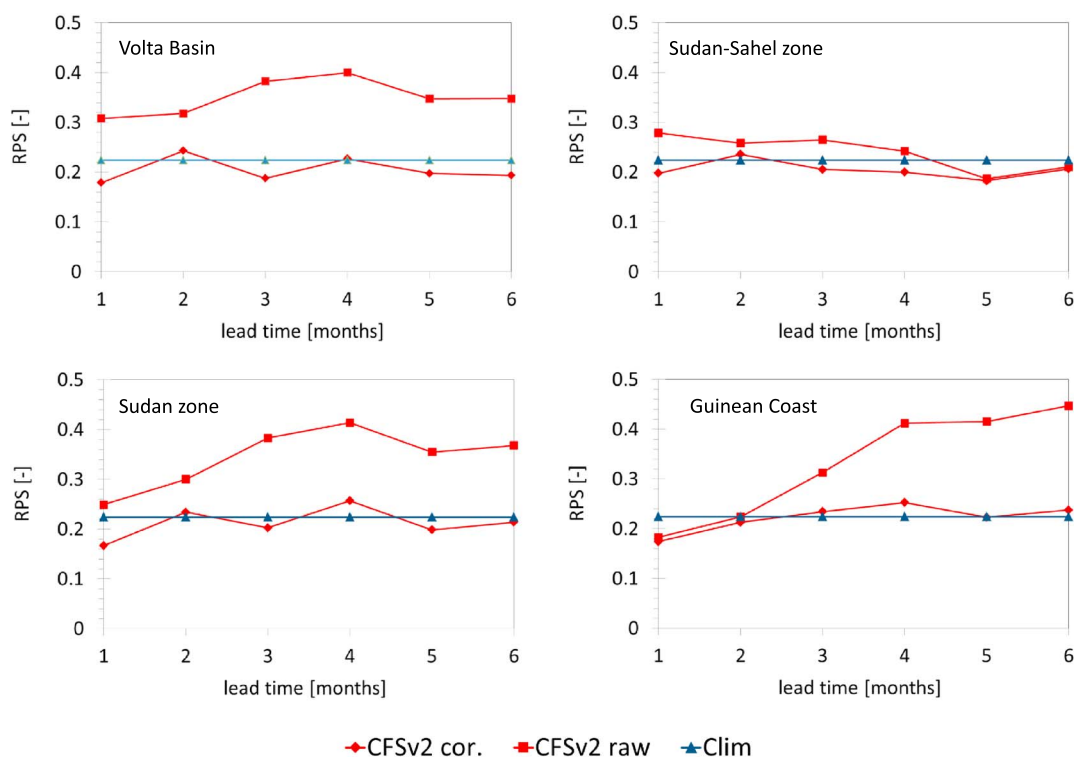 Volta Basin
RPS [-]
0.5
0.4
0.3
0.2
0.1
0
1 2 3 4 5 6
lead time [months]
Sudan-Sahel zone
RPS [-]
0.5
0.4
0.3
0.2
0.1
0
1 2 3 4 5 6
lead time [months]
Sudan zone
RPS [-]
0.5
0.4
0.3
0.2
0.1
0
1 2 3 4 5 6
lead time [months]
Guinean Coast
RPS [-]
0.5
0.4
0.3
0.2
0.1
0
1 2 3 4 5 6
lead time [months]
CFSv2 cor. CFSv2 raw Clim